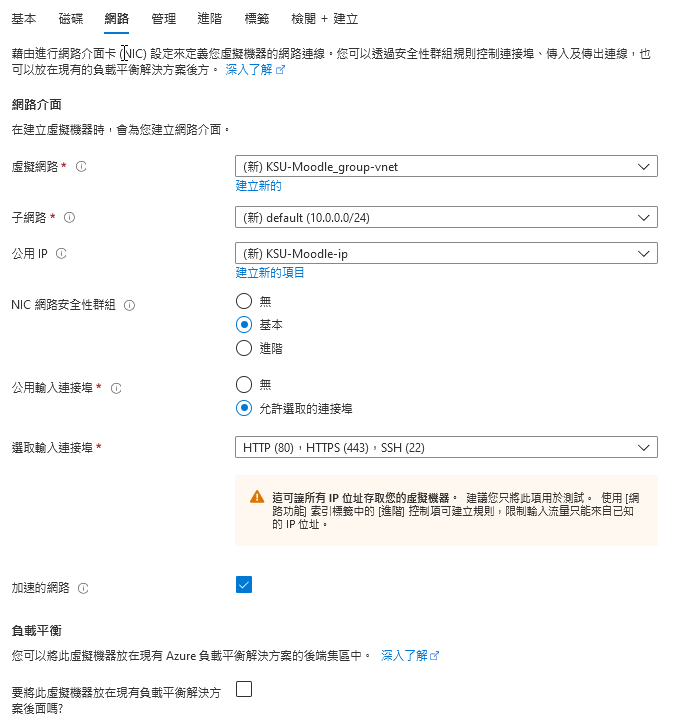 基本 磁碟 網路 管理 進階 標籤 檢閱 + 建立
藉由進行網路介面卡 (NIC) 設定來定義您虛擬機器的網路連線。您可以透過安全性群組規則控制連接埠、傳入及傳出連線，也
可以放在現有的負載平衡解決方案後方。 深入了解
網路介面
在建立虛擬機器時，會為您建立網路介面。
虛擬網路 * (新) KSU-Moodle_group-vnet
建立新的
子網路 * (新) default (10.0.0.0/24)
公用 IP (新) KSU-Moodle-ip
建立新的項目
NIC 網路安全性群組 無
基本
進階
公用輸入連接埠 * 無
允許選取的連接埠
選取輸入連接埠 * HTTP (80)，HTTPS (443)，SSH (22)
這可讓所有 IP 位址存取您的虛擬機器。 建議您只將此項用於測試。 使用 [網
路功能] 索引標籤中的 [進階] 控制項可建立規則，限制輸入流量只能來自已知
的 IP 位址。
加速的網路
負載平衡
您可以將此虛擬機器放在現有 Azure 負載平衡解決方案的後端集區中。 深入了解
要將此虛擬機器放在現有負載平衡解決方
案後面嗎?